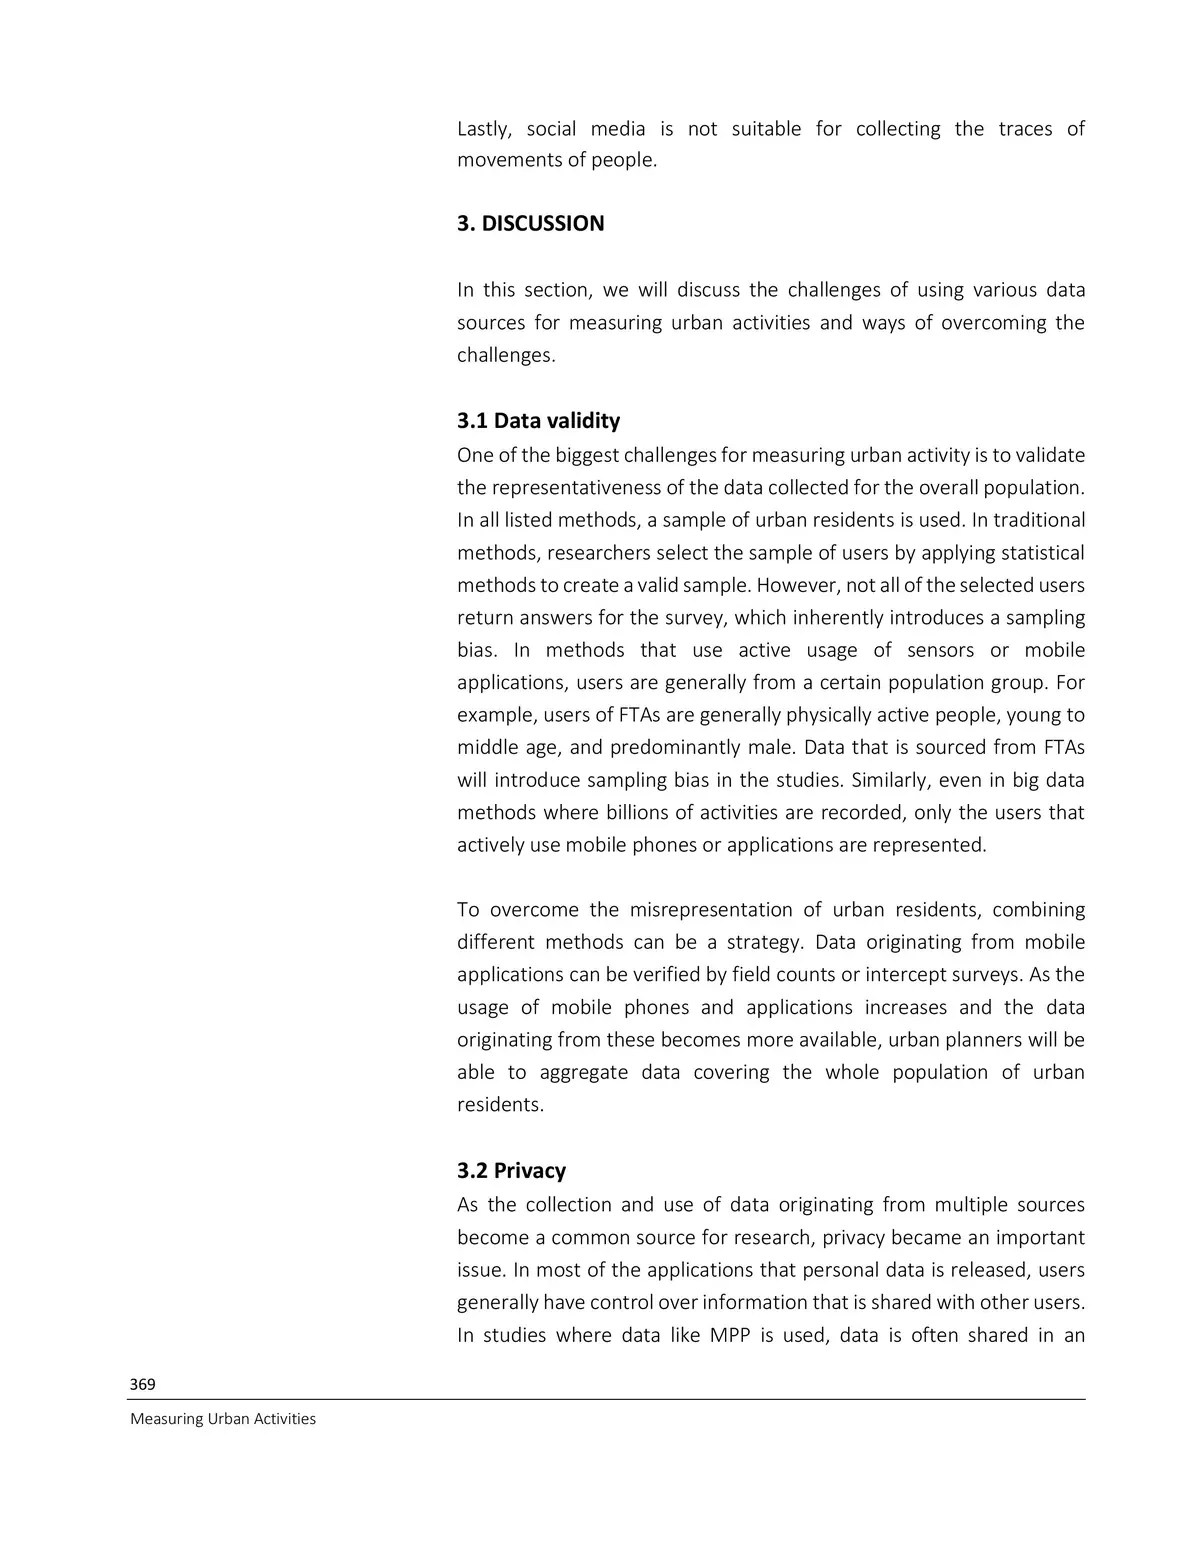 Lastly, social media is not suitable for collecting the traces of
movements of people.
3. DISCUSSION
In this section, we will discuss the challenges of using various data
sources for measuring urban activities and ways of overcoming the
challenges.
3.1 Data validity
One of the biggest challenges for measuring urban activity is to validate
the representativeness of the data collected for the overall population.
In all listed methods, a sample of urban residents is used. In traditional
methods, researchers select the sample of users by applying statistical
methods to create a valid sample. However, not all of the selected users
return answers for the survey, which inherently introduces a sampling
bias. In methods that use active usage of sensors or mobile
applications, users are generally from a certain population group. For
example, users of FTAs are generally physically active people, young to
middle age, and predominantly male. Data that is sourced from FTAs
will introduce sampling bias in the studies. Similarly, even in big data
methods where billions of activities are recorded, only the users that
actively use mobile phones or applications are represented.
To overcome the misrepresentation of urban residents, combining
different methods can be a strategy. Data originating from mobile
applications can be verified by field counts or intercept surveys. As the
usage of mobile phones and applications increases and the data
originating from these becomes more available, urban planners will be
able to aggregate data covering the whole population of urban
residents.
3.2 Privacy
As the collection and use of data originating from multiple sources
become a common source for research, privacy became an important
issue. In most of the applications that personal data is released, users
generally have control over information that is shared with other users.
In studies where data like MPP is used, data is often shared in an
369
Measuring Urban Activities